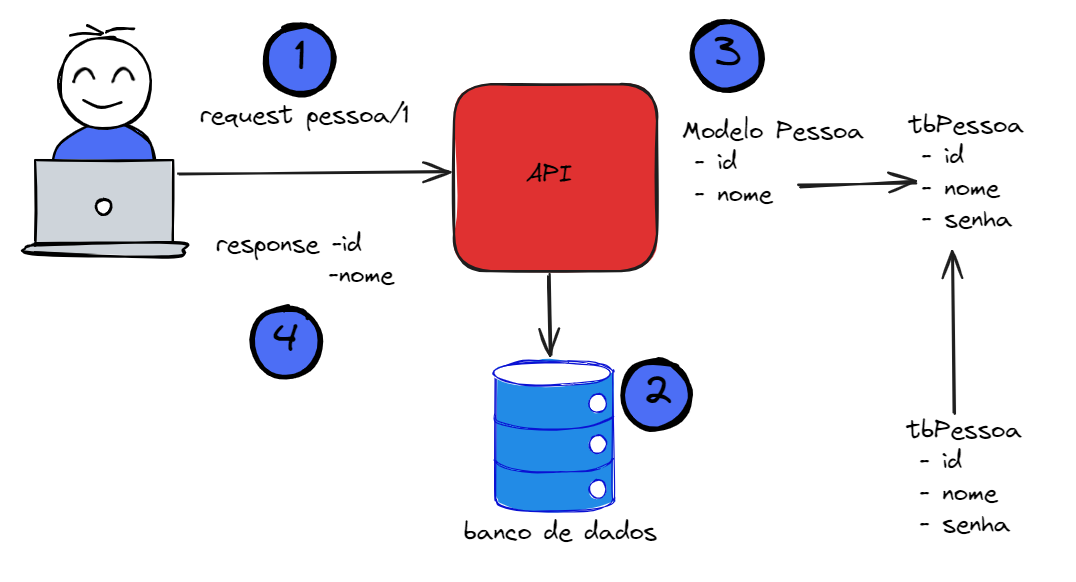 1
request pessoa/1
API
response -id
-nome
4
2
banco de dados
3
Modelo Pessoa
- id
- nome
tbPessoa
- id
- nome
- senha
tbPessoa
- id
- nome
- senha